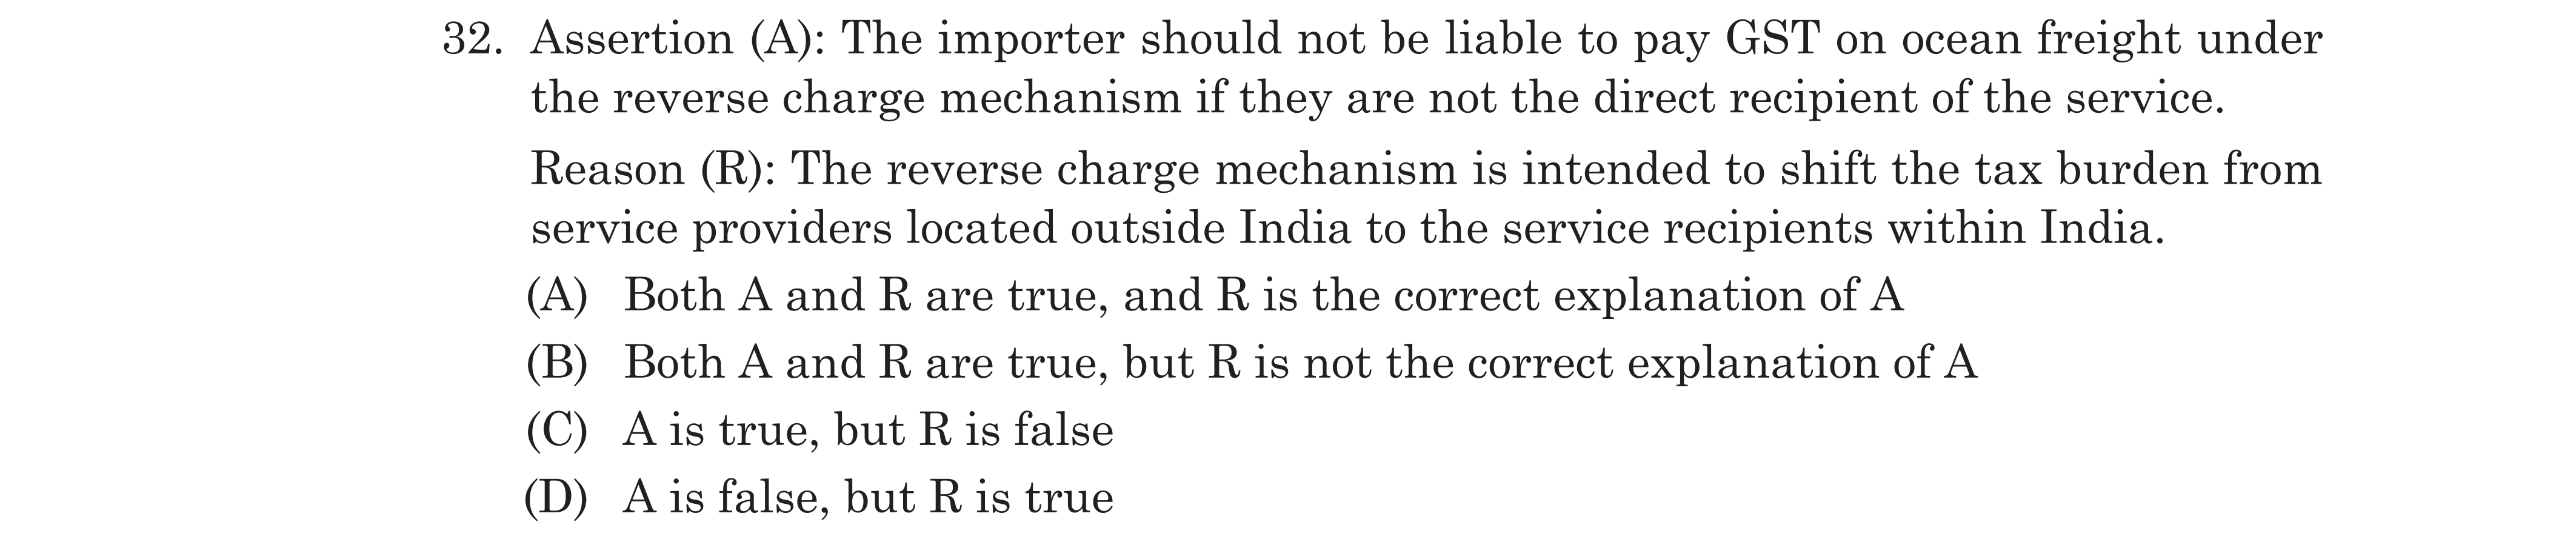 32. Assertion (A): The importer should not be liable to pay GST on ocean freight under
the reverse charge mechanism if they are not the direct recipient of the service.
Reason (R): The reverse charge mechanism is intended to shift the tax burden from
service providers located outside India to the service recipients within India.
(A) Both A and R are true, and R is the correct explanation of A
(B) Both A and R are true, but R is not the correct explanation of A
(C) A is true, but R is false
(D) A is false, but R is true